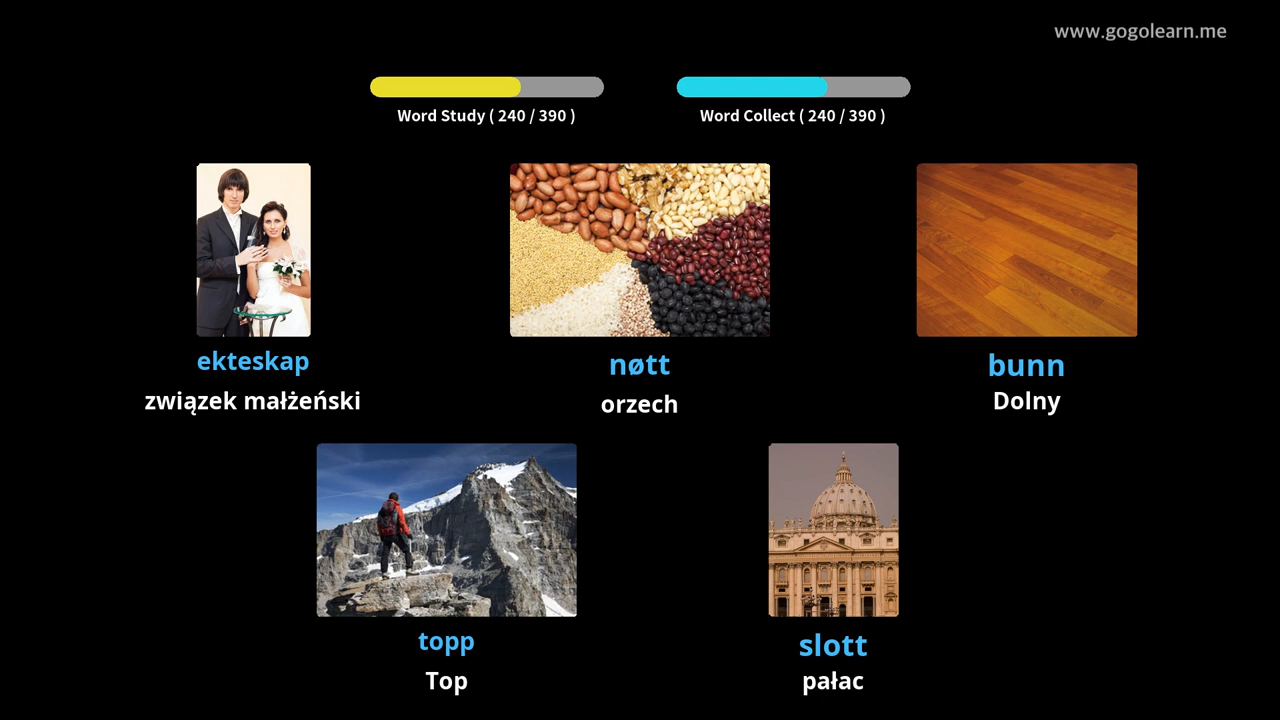 www.gogolearn.me
Word Study ( 240 / 390 )
Word Collect ( 240 / 390 )
ekteskap
związek małżeński
nøtt
orzech
bunn
Dolny
topp
Top
slott
pałac